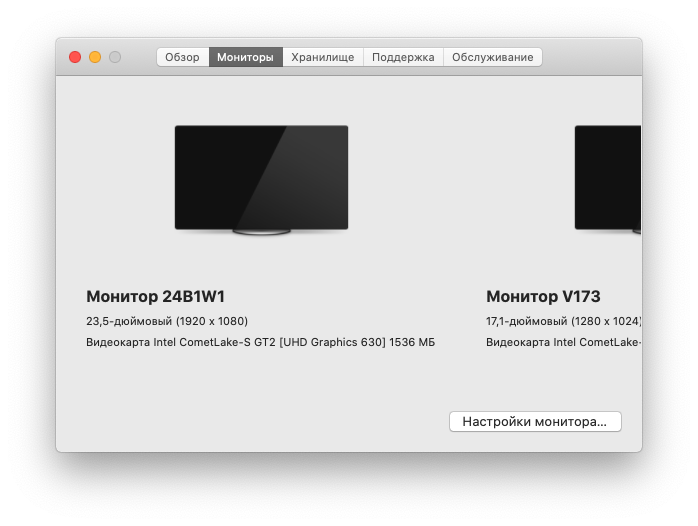 Обзор Мониторы Хранилище Поддержка Обслуживание
Монитор 24B1W1
23,5-дюймовый (1920 x 1080)
Видеокарта Intel CometLake-S GT2 [UHD Graphics 630] 1536 МБ
Монитор V173
17,1-дюймовый (1280 x 1024)
Видеокарта Intel CometLake-
Настройки монитора...